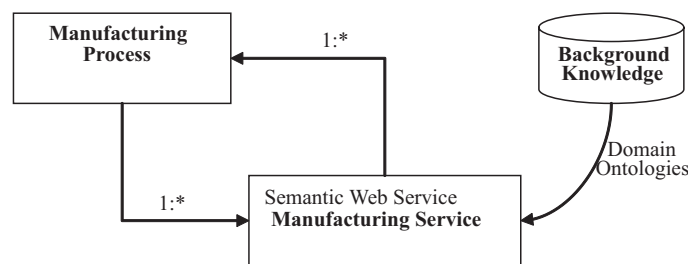 Manufacturing
Process
1:*
Background
Knowledge
Domain
Ontologies
1:*
Semantic Web Service
Manufacturing Service